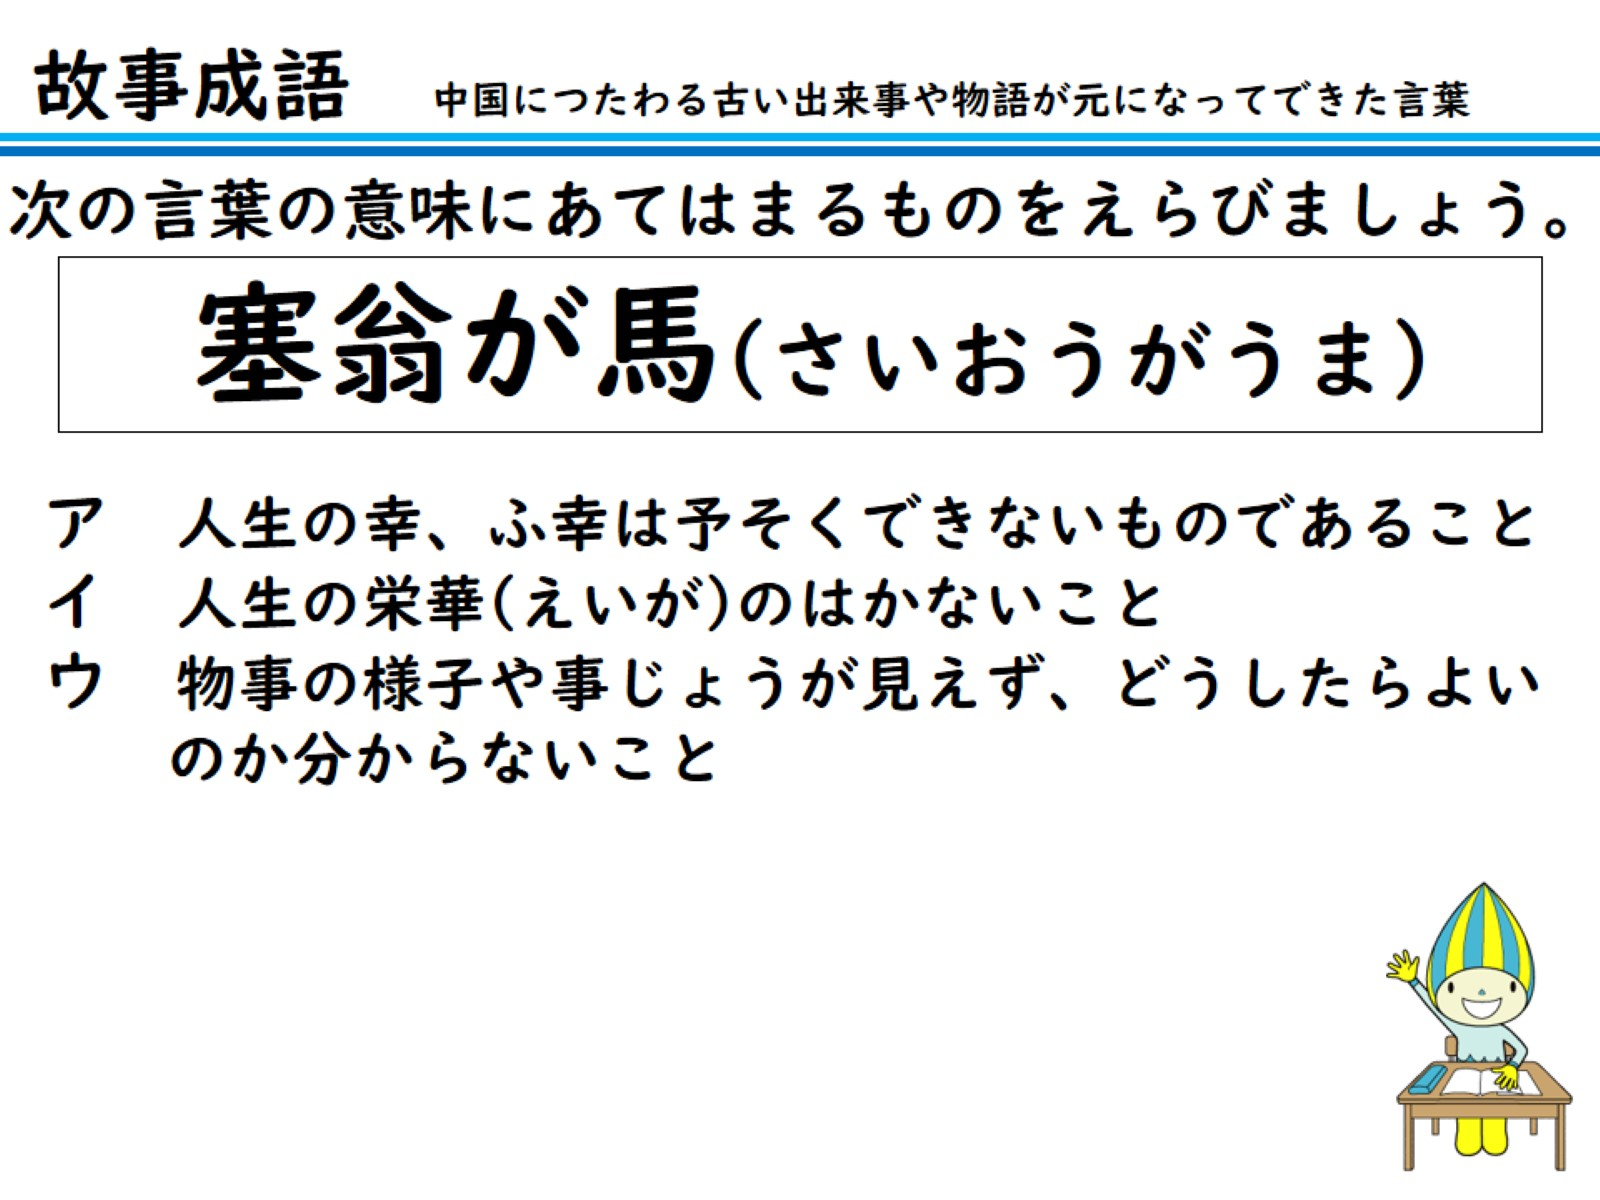 故事成語 中国につたわる古い出来事や物語が元になってできた言葉
次の言葉の意味にあてはまるものをえらびましょう。
塞翁が馬(さいおうがうま)
ア 人生の幸、ふ幸は予そくできないものであること
イ 人生の栄華(えいが)のはかないこと
ウ 物事の様子や事じょうが見えず、どうしたらよい
のか分からないこと